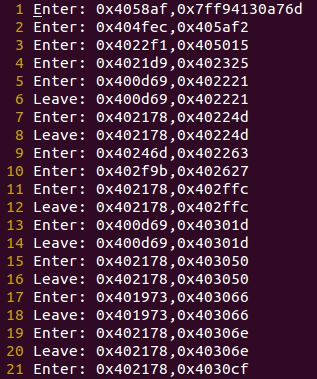 1 Enter: 0x4058af,0x7ff94130a76d
2 Enter: 0x404fec,0x405af2
3 Enter: 0x4022f1,0x405015
4 Enter: 0x4021d9,0x402325
5 Enter: 0x400d69,0x402221
6 Leave: 0x400d69,0x402221
7 Enter: 0x402178,0x40224d
8 Leave: 0x402178,0x40224d
9 Enter: 0x40246d,0x402263
10 Enter: 0x402f9b,0x402627
11 Enter: 0x402178,0x402ffc
12 Leave: 0x402178,0x402ffc
13 Enter: 0x400d69,0x40301d
14 Leave: 0x400d69,0x40301d
15 Enter: 0x402178,0x403050
16 Leave: 0x402178,0x403050
17 Enter: 0x401973,0x403066
18 Leave: 0x401973,0x403066
19 Enter: 0x402178,0x40306e
20 Leave: 0x402178,0x40306e
21 Enter: 0x402178,0x4030cf